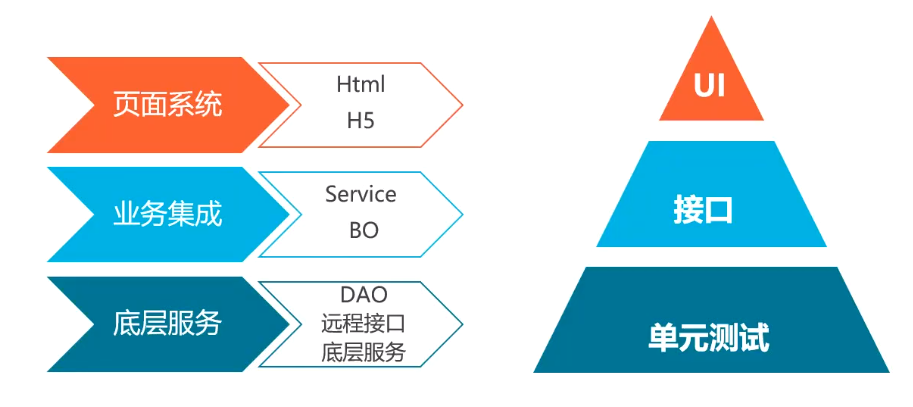 页面系统
Html
H5
业务集成
Service
BO
底层服务
DAO
远程接口
底层服务
UI
接口
单元测试